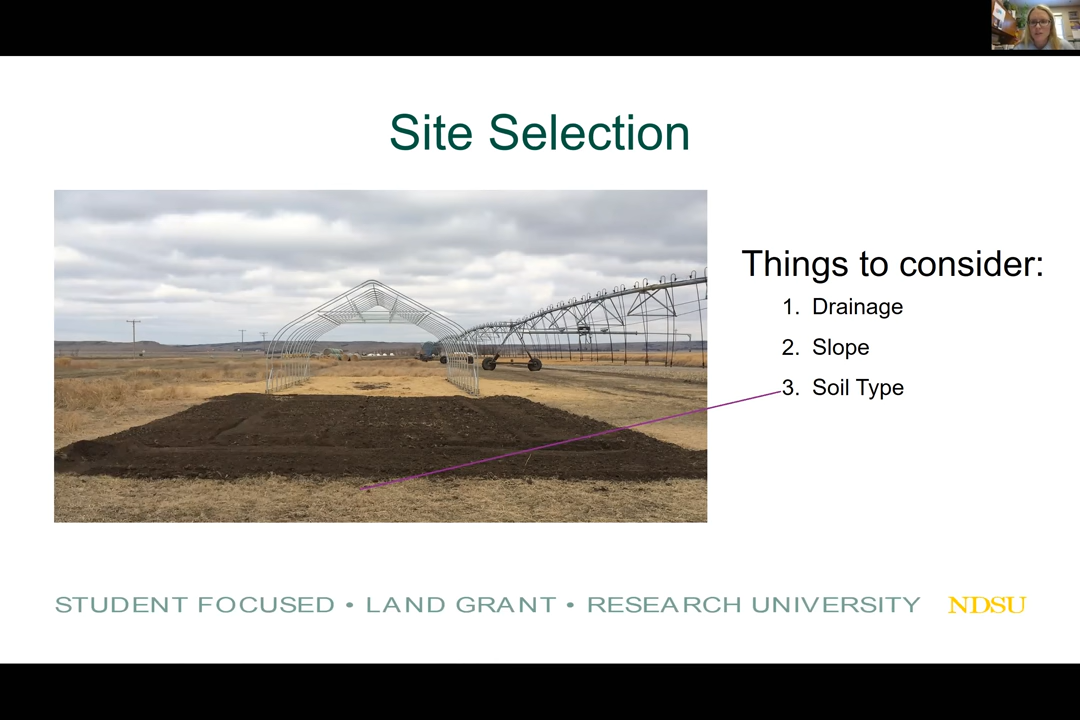 Site Selection
Things to consider:
1. Drainage
2. Slope
3. Soil Type
STUDENT FOCUSED • LAND GRANT • RESEARCH UNIVERSITY NDSU